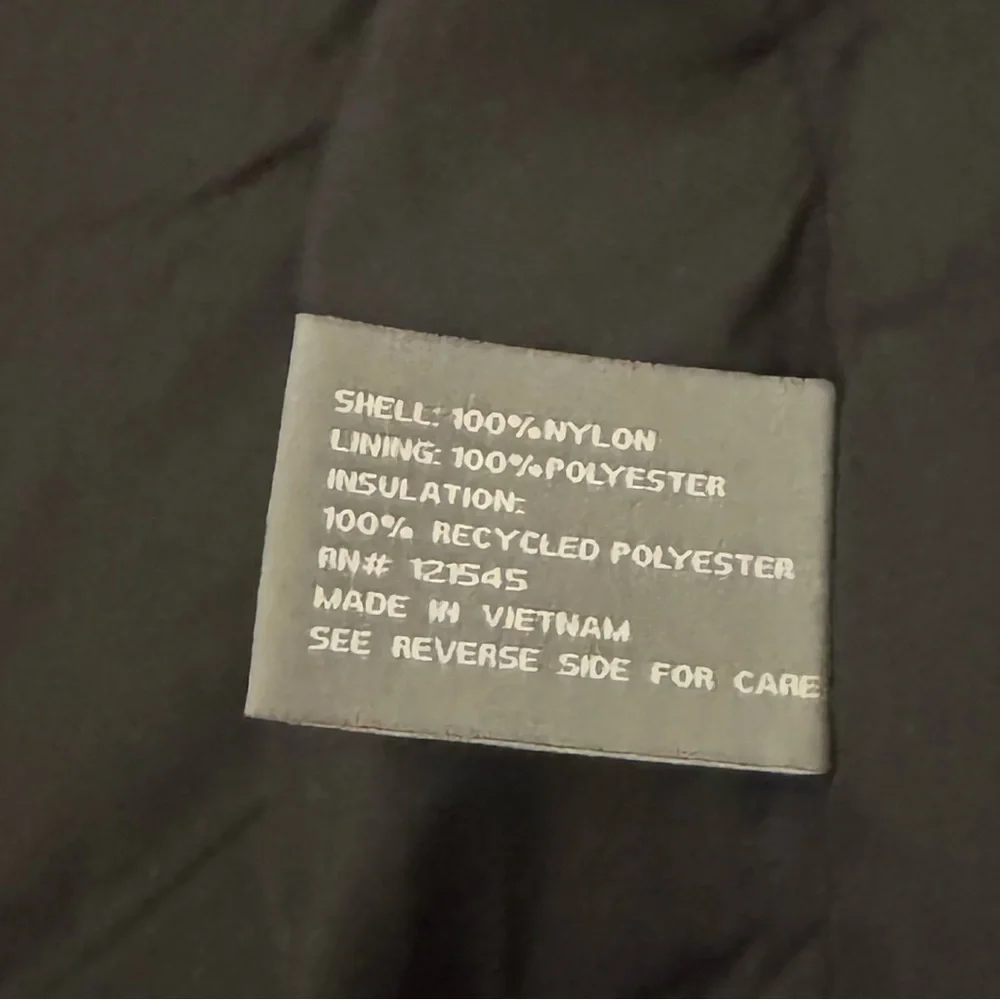 SHELL: 100% NYLON
LINING: 100% POLYESTER
INSULATION:
100% RECYCLED POLYESTER
RN# 121545
MADE IN VIETNAM
SEE REVERSE SIDE FOR CARE